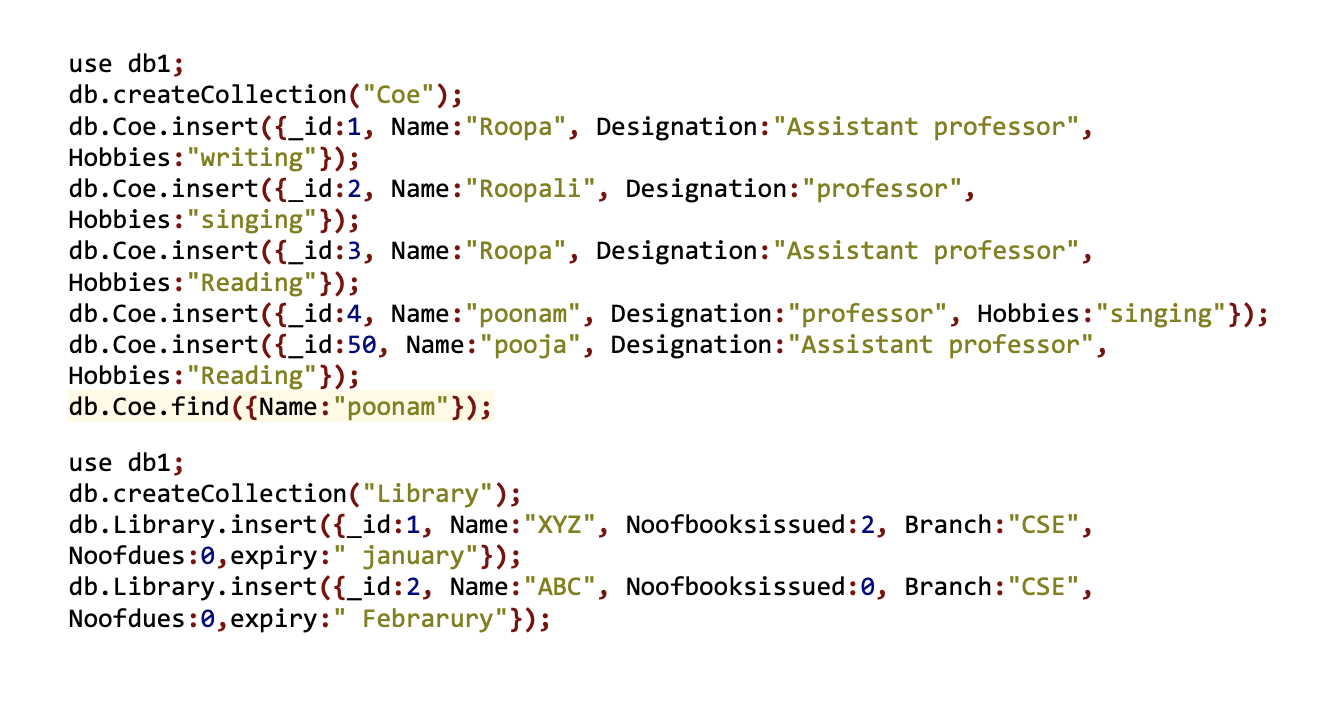 use db1;
db.createCollection("Coe");
db.Coe.insert({_id:1, Name:"Roopa", Designation:"Assistant professor",
Hobbies:"writing"});
db.Coe.insert({_id:2, Name:"Roopali", Designation:"professor",
Hobbies:"singing"});
db.Coe.insert({_id:3, Name:"Roopa", Designation:"Assistant professor",
Hobbies:"Reading"});
db.Coe.insert({_id:4, Name:"poonam", Designation:"professor", Hobbies:"singing"});
db.Coe.insert({_id:50, Name:"pooja", Designation:"Assistant professor",
Hobbies:"Reading"});
db.Coe.find({Name:"poonam"});
use db1;
db.createCollection("Library");
db.Library.insert({_id:1, Name:"XYZ", Noofbooksissued:2, Branch:"CSE",
Noofdues:0,expiry:" january"});
db.Library.insert({_id:2, Name:"ABC", Noofbooksissued:0, Branch:"CSE",
Noofdues:0,expiry:" Febrarury"});